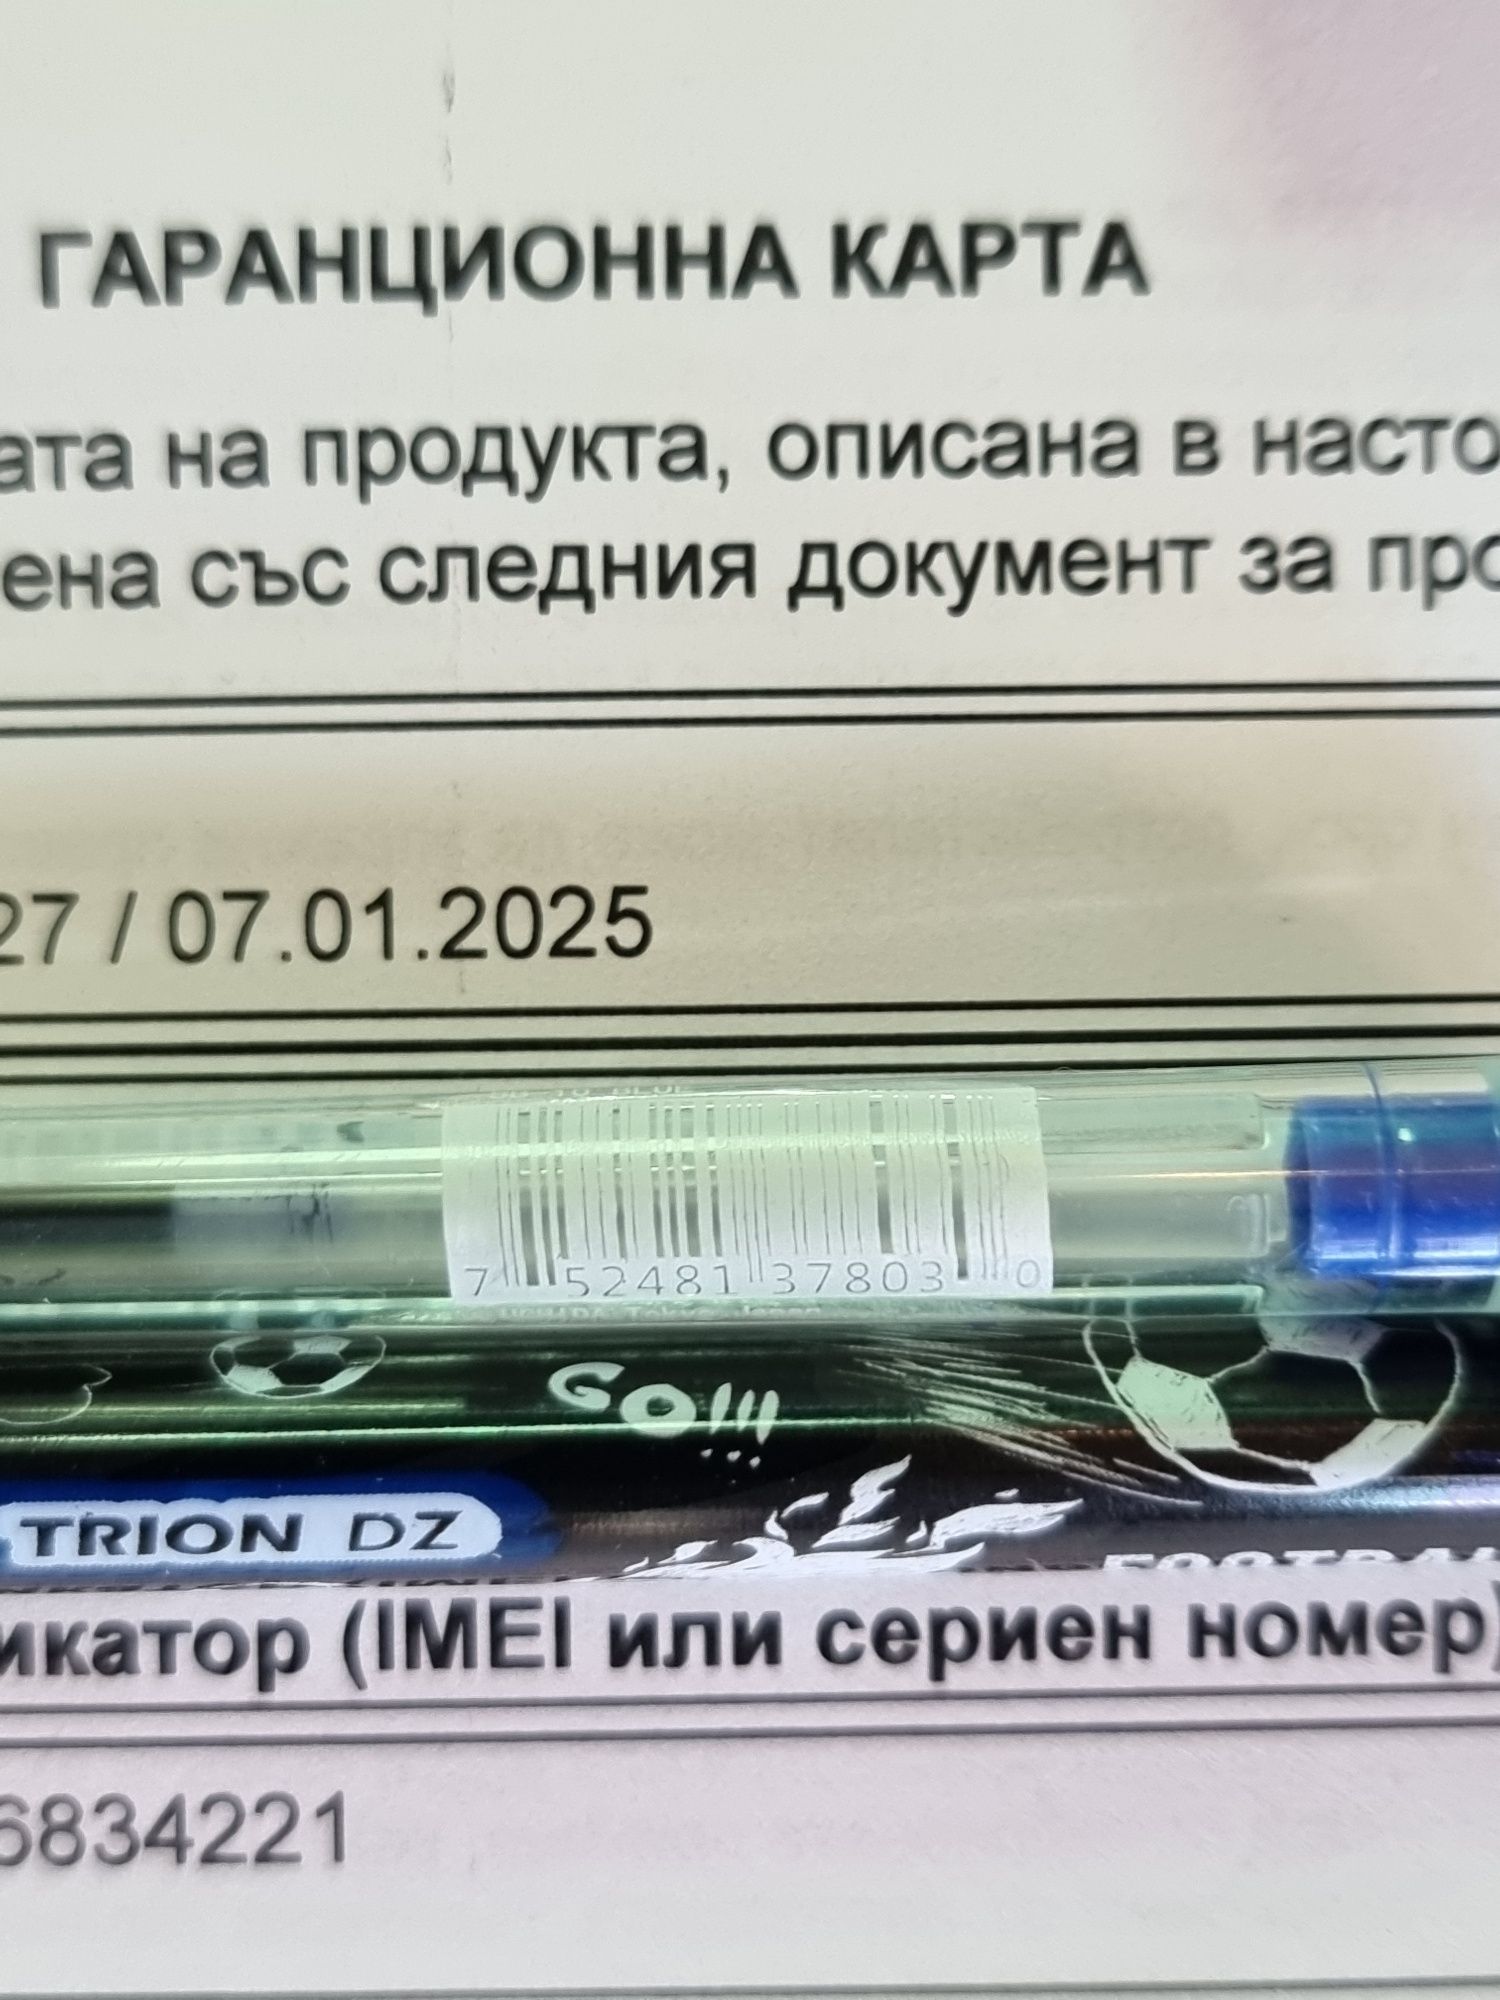 ГАРАНЦИОННА КАРТА
ата на продукта, описана в насто
ена със следния документ за про
27 / 07.01.2025
7 52481 37803 0
GO!!!
TRION DZ
икатор (IMEI или сериен номер)
6834221